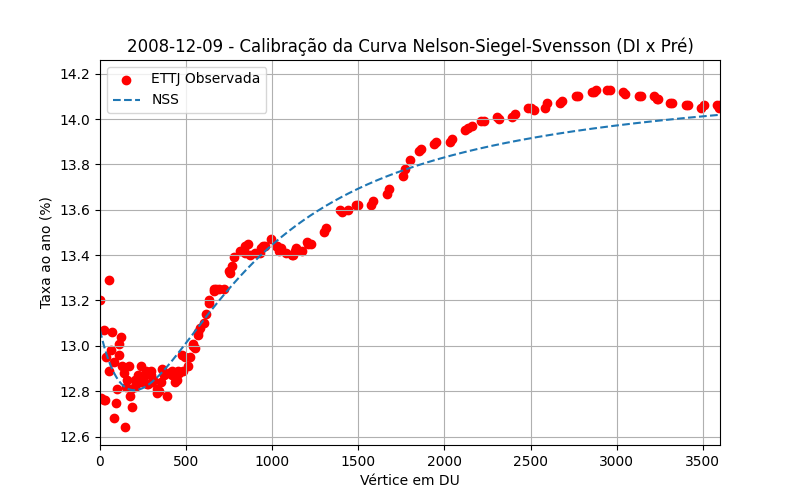 2008-12-09 - Calibração da Curva Nelson-Siegel-Svensson (DI x Pré)
ETTJ Observada
NSS
Taxa ao ano (%)
14.2
14.0
13.8
13.6
13.4
13.2
13.0
12.8
12.6
0 500 1000 1500 2000 2500 3000 3500
Vértice em DU